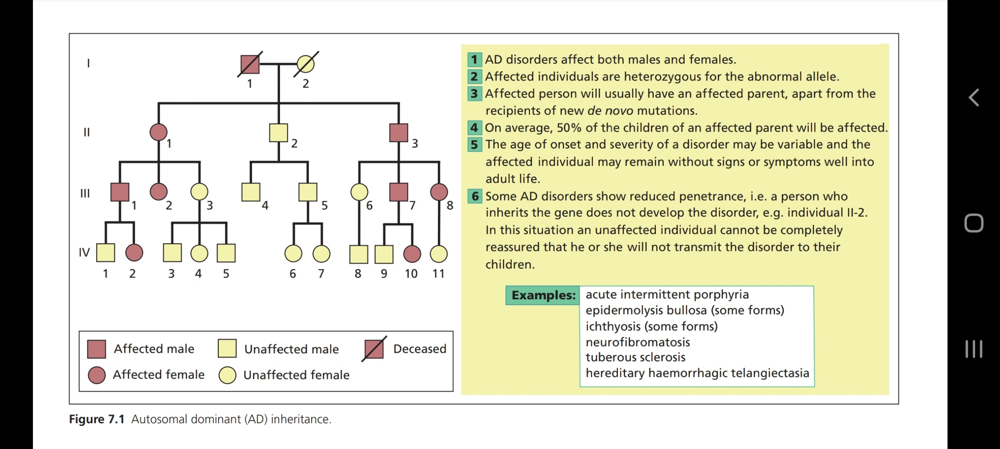 I
1
2
II
1
2
3
III
1
2
3
4
5
6
7
8
IV
1
2
3
4
5
6
7
8
9
10
11
Affected male
Unaffected male
Deceased
Affected female
Unaffected female
1 AD disorders affect both males and females.
2 Affected individuals are heterozygous for the abnormal allele.
3 Affected person will usually have an affected parent, apart from the
recipients of new de novo mutations.
4 On average, 50% of the children of an affected parent will be affected.
5 The age of onset and severity of a disorder may be variable and the
affected individual may remain without signs or symptoms well into
adult life.
6 Some AD disorders show reduced penetrance, i.e. a person who
inherits the gene does not develop the disorder, e.g. individual II-2.
In this situation an unaffected individual cannot be completely
reassured that he or she will not transmit the disorder to their
children.
Examples: acute intermittent porphyria
epidermolysis bullosa (some forms)
ichthyosis (some forms)
neurofibromatosis
tuberous sclerosis
hereditary haemorrhagic telangiectasia
Figure 7.1 Autosomal dominant (AD) inheritance.